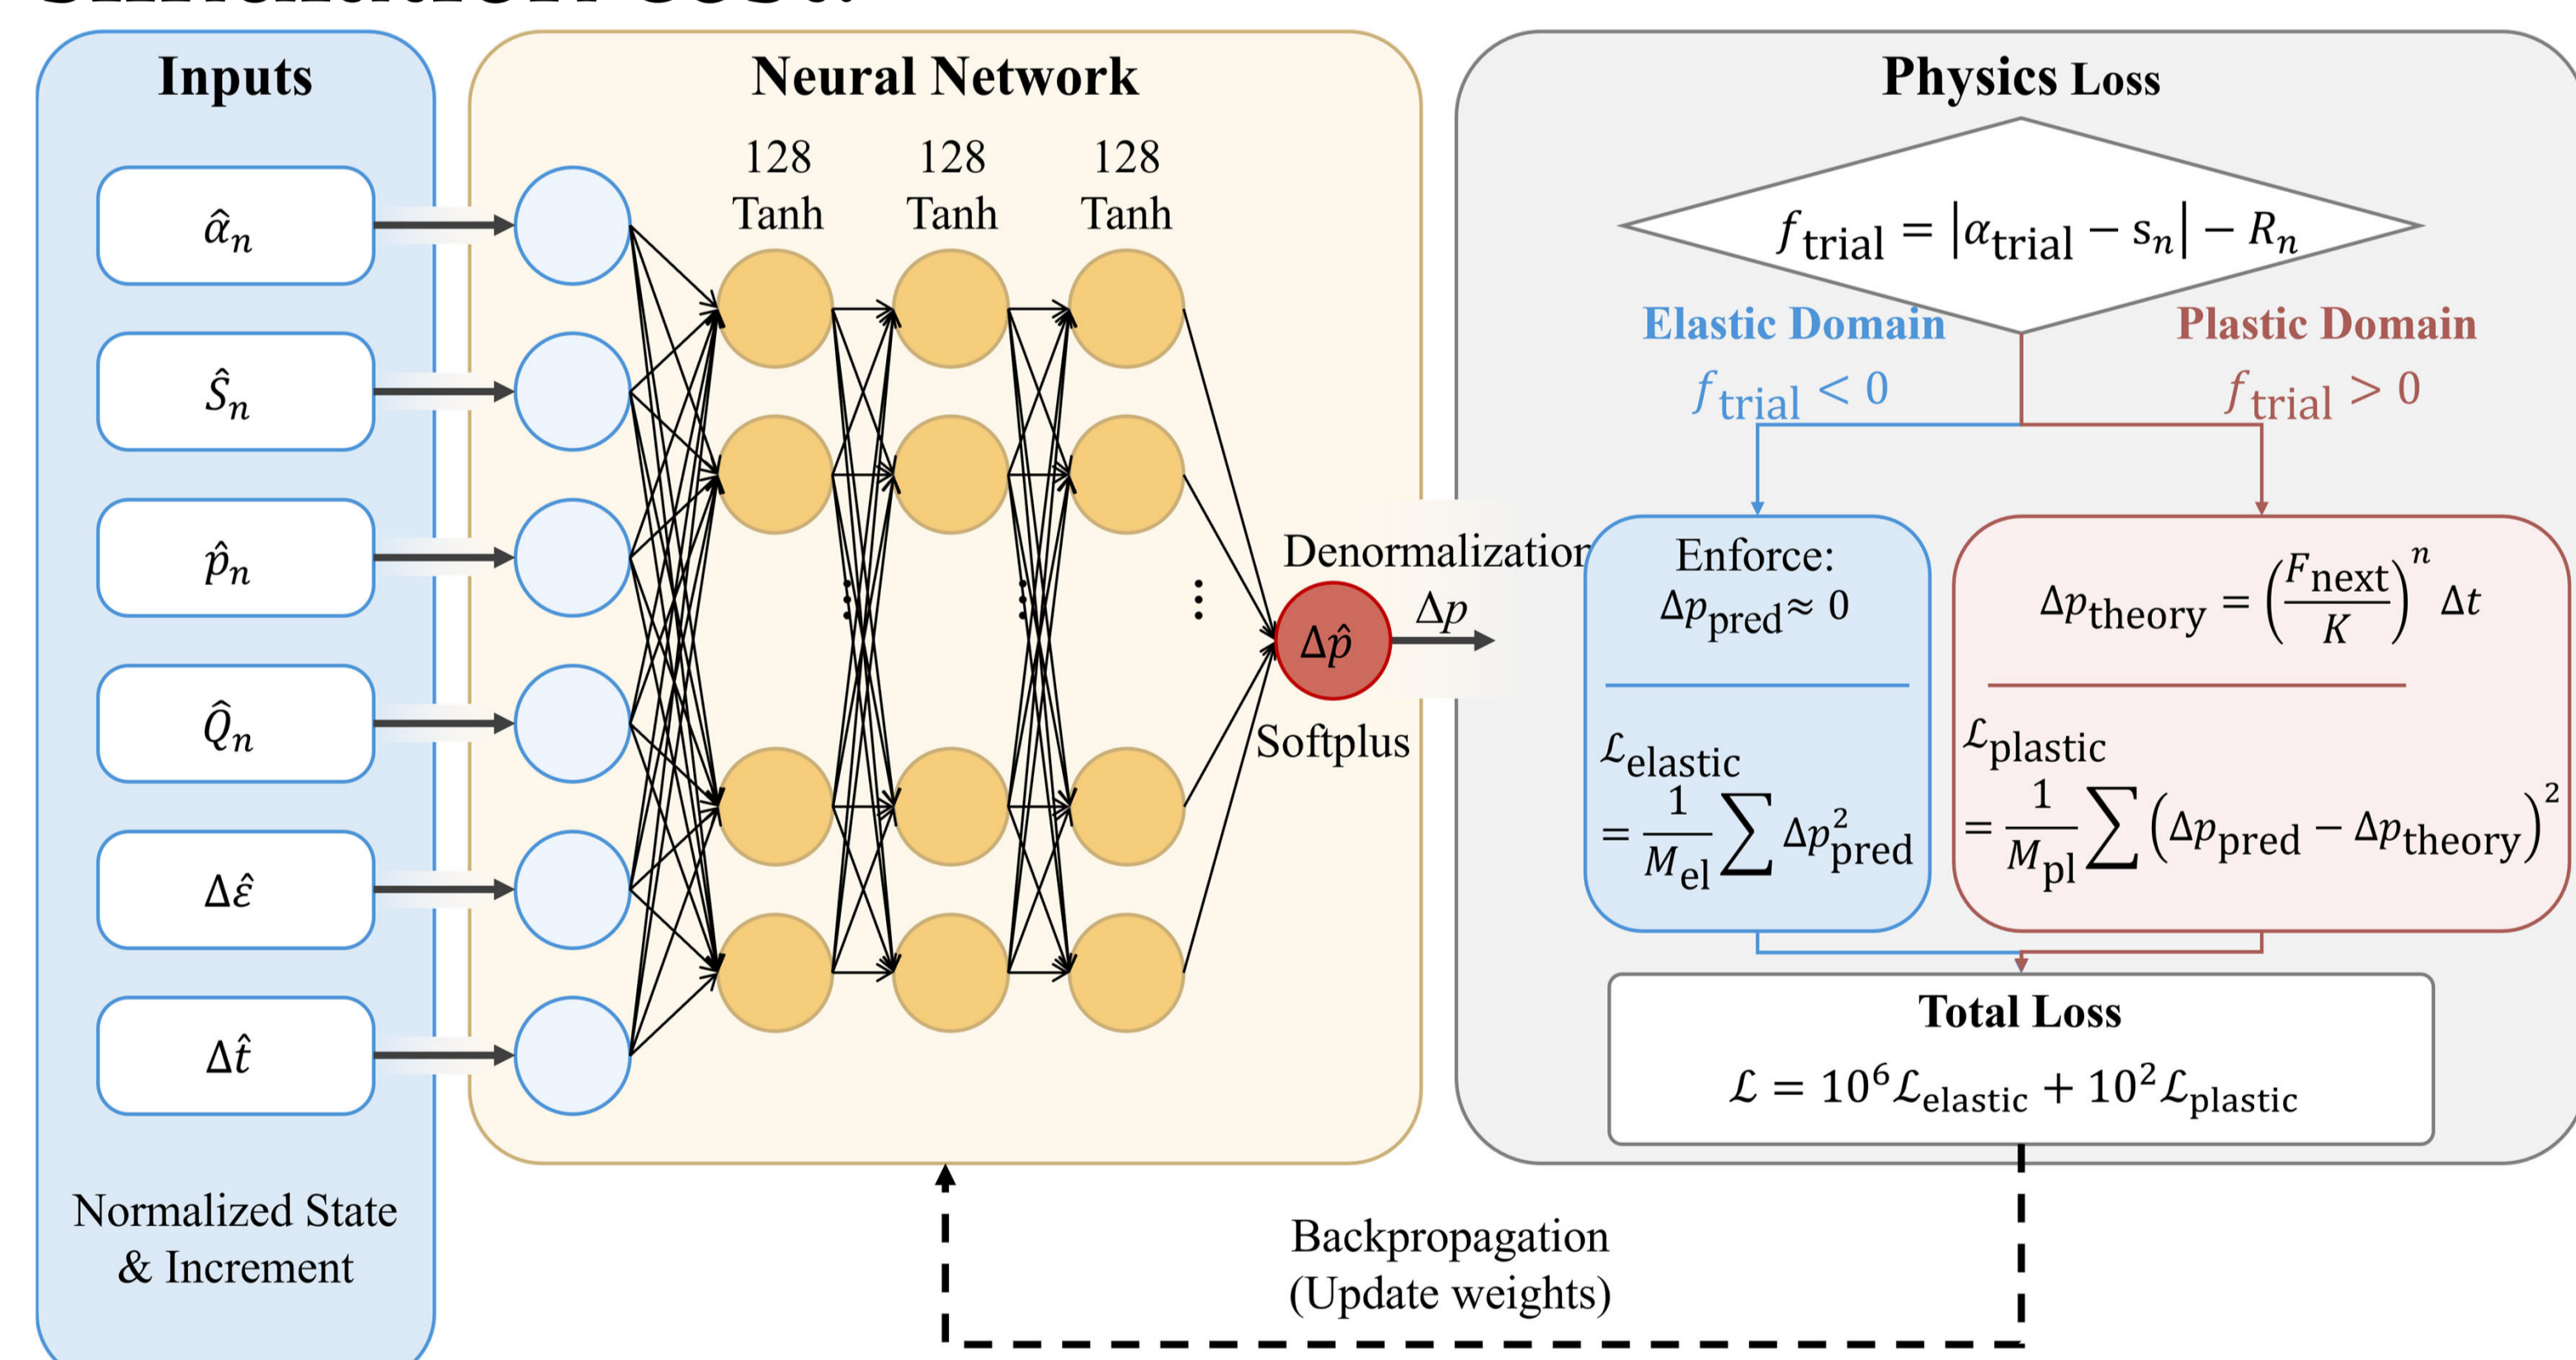 Inputs
α̂ₙ
Ŝₙ
p̂ₙ
Q̂ₙ
Δε̂
Δt̂
Normalized State
& Increment
Neural Network
128 128 128
Tanh Tanh Tanh
Δp̂
Softplus
Denormalization
Δp
Physics Loss
f_trial = |α_trial − sₙ| − Rₙ
Elastic Domain
f_trial < 0
Plastic Domain
f_trial > 0
Enforce:
Δp_pred ≈ 0
ℒ_elastic
= 1/M_el ∑ Δp²_pred
Δp_theory = (F_next/K)ⁿ Δt
ℒ_plastic
= 1/M_pl ∑ (Δp_pred − Δp_theory)²
Total Loss
ℒ = 10⁶ℒ_elastic + 10²ℒ_plastic
Backpropagation
(Update weights)